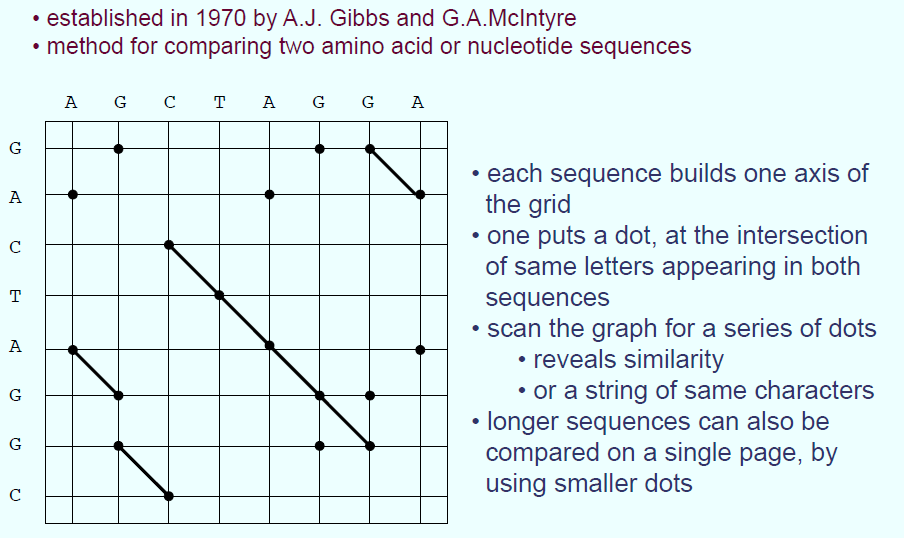 • established in 1970 by A.J. Gibbs and G.A.McIntyre
• method for comparing two amino acid or nucleotide sequences
A G C T A G G A
G
A
C
T
A
G
G
C
• each sequence builds one axis of
the grid
• one puts a dot, at the intersection
of same letters appearing in both
sequences
• scan the graph for a series of dots
• reveals similarity
• or a string of same characters
• longer sequences can also be
compared on a single page, by
using smaller dots